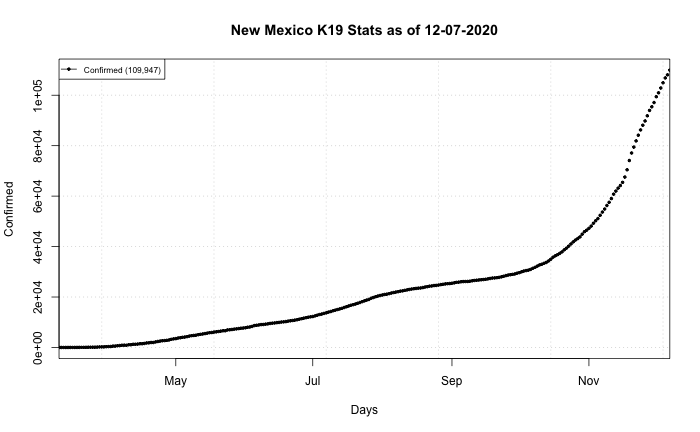 New Mexico K19 Stats as of 12-07-2020
Confirmed (109,947)
Confirmed
1e+05
8e+04
6e+04
4e+04
2e+04
0e+00
May Jul Sep Nov
Days